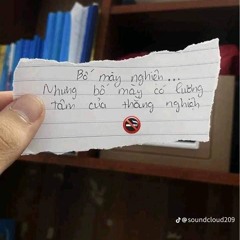 Bố mày nghiện...
Nhưng bố mày có lương
tâm của thằng nghiện
@soundcloud209